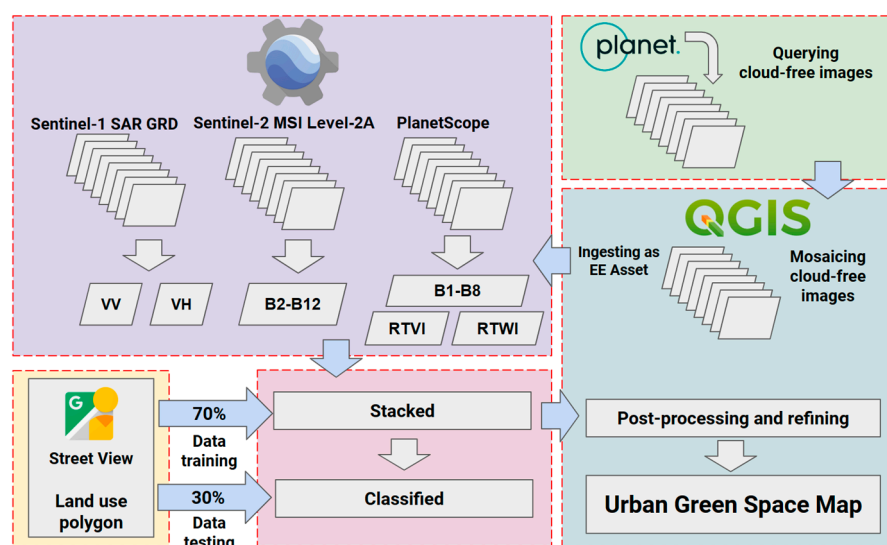 Sentinel-1 SAR GRD
Sentinel-2 MSI Level-2A
PlanetScope
VV
VH
B2-B12
B1-B8
RTVI
RTWI
planet.
Querying
cloud-free images
QGIS
Ingesting as
EE Asset
Mosaicing
cloud-free
images
G
Street View
Land use
polygon
70%
Data
training
30%
Data
testing
Stacked
Classified
Post-processing and refining
Urban Green Space Map